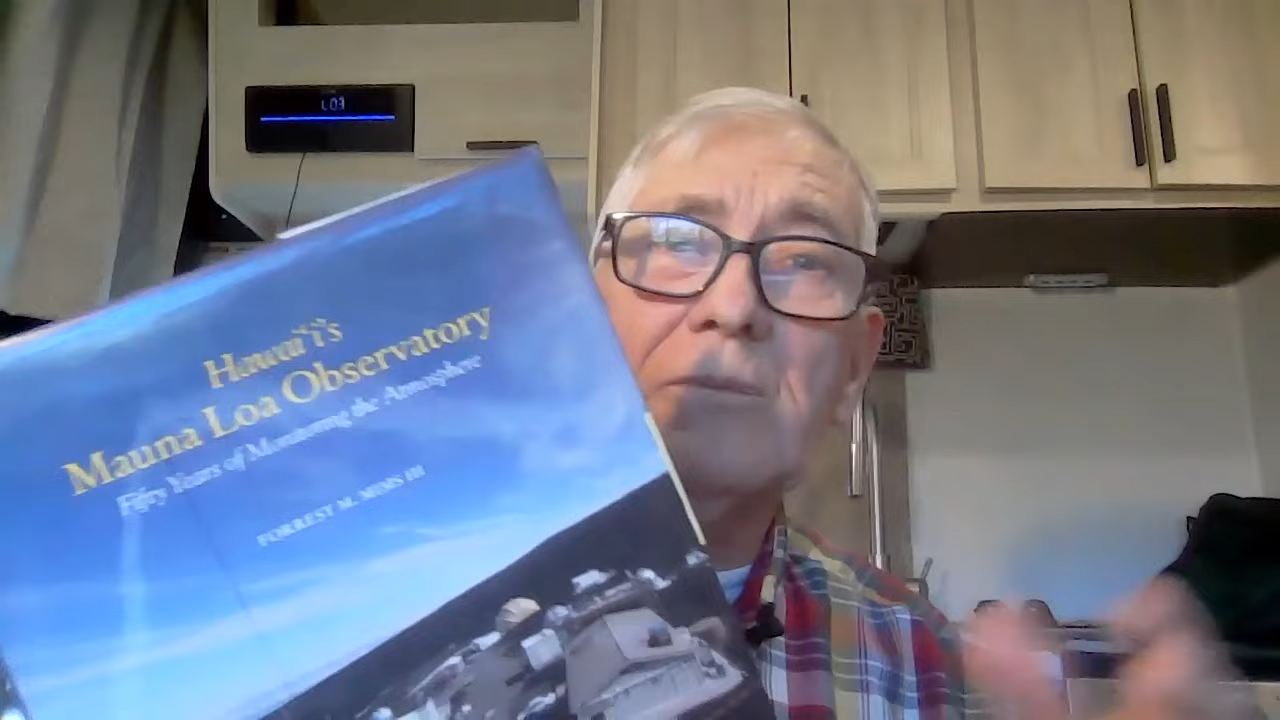 L03
Hawai‘i's
Mauna Loa Observatory
Fifty Years of Monitoring the Atmosphere
FORREST M. MIMS III